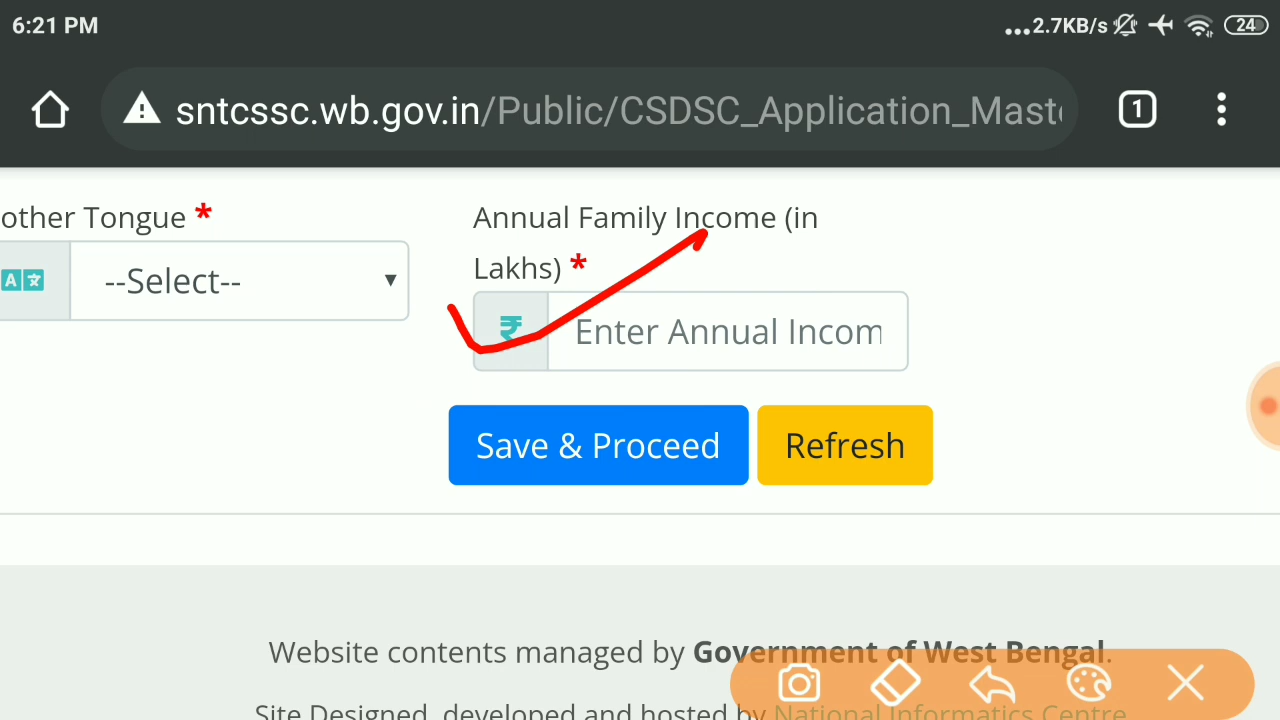 6:21 PM
...2.7KB/s
24
sntcssc.wb.gov.in/Public/CSDSC_Application_Mast
1
other Tongue *
Annual Family Income (in
Lakhs) *
A
--Select--
₹
Enter Annual Incom
Save & Proceed
Refresh
Website contents managed by Government of West Bengal.
Site Designed, developed and hosted by National Informatics Centre